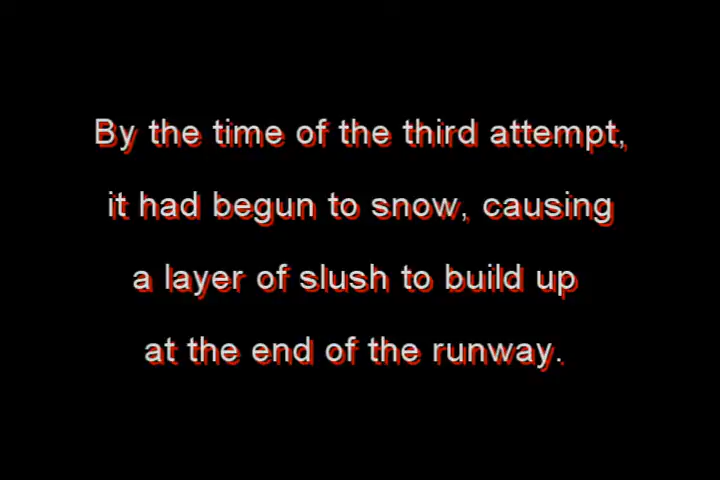 By the time of the third attempt,
it had begun to snow, causing
a layer of slush to build up
at the end of the runway.